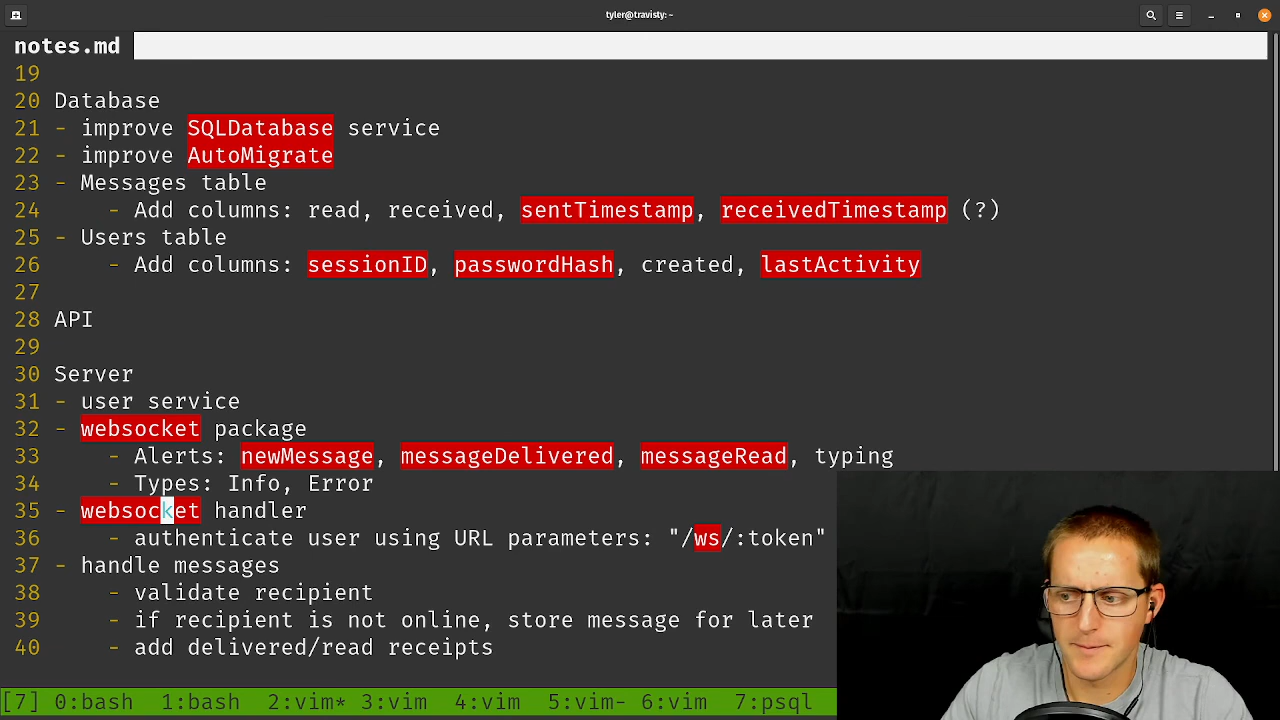 tyler@travisty: ~
notes.md
19
20 Database
21 - improve SQLDatabase service
22 - improve AutoMigrate
23 - Messages table
24 - Add columns: read, received, sentTimestamp, receivedTimestamp (?)
25 - Users table
26 - Add columns: sessionID, passwordHash, created, lastActivity
27
28 API
29
30 Server
31 - user service
32 - websocket package
33 - Alerts: newMessage, messageDelivered, messageRead, typing
34 - Types: Info, Error
35 - websocket handler
36 - authenticate user using URL parameters: "/ws/:token"
37 - handle messages
38 - validate recipient
39 - if recipient is not online, store message for later
40 - add delivered/read receipts
[7] 0:bash 1:bash 2:vim* 3:vim 4:vim 5:vim- 6:vim 7:psql